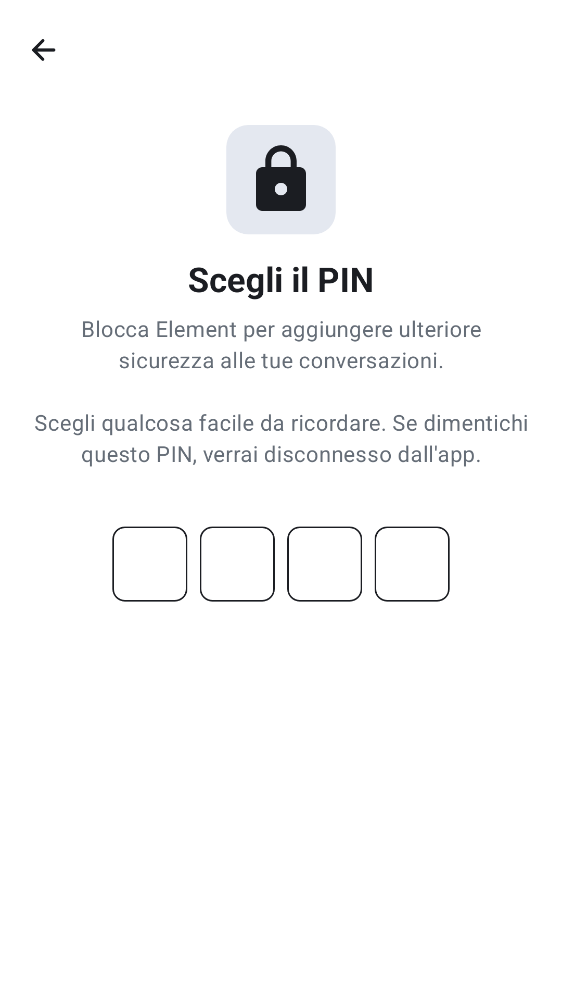 Scegli il PIN
Blocca Element per aggiungere ulteriore
sicurezza alle tue conversazioni.
Scegli qualcosa facile da ricordare. Se dimentichi
questo PIN, verrai disconnesso dall'app.